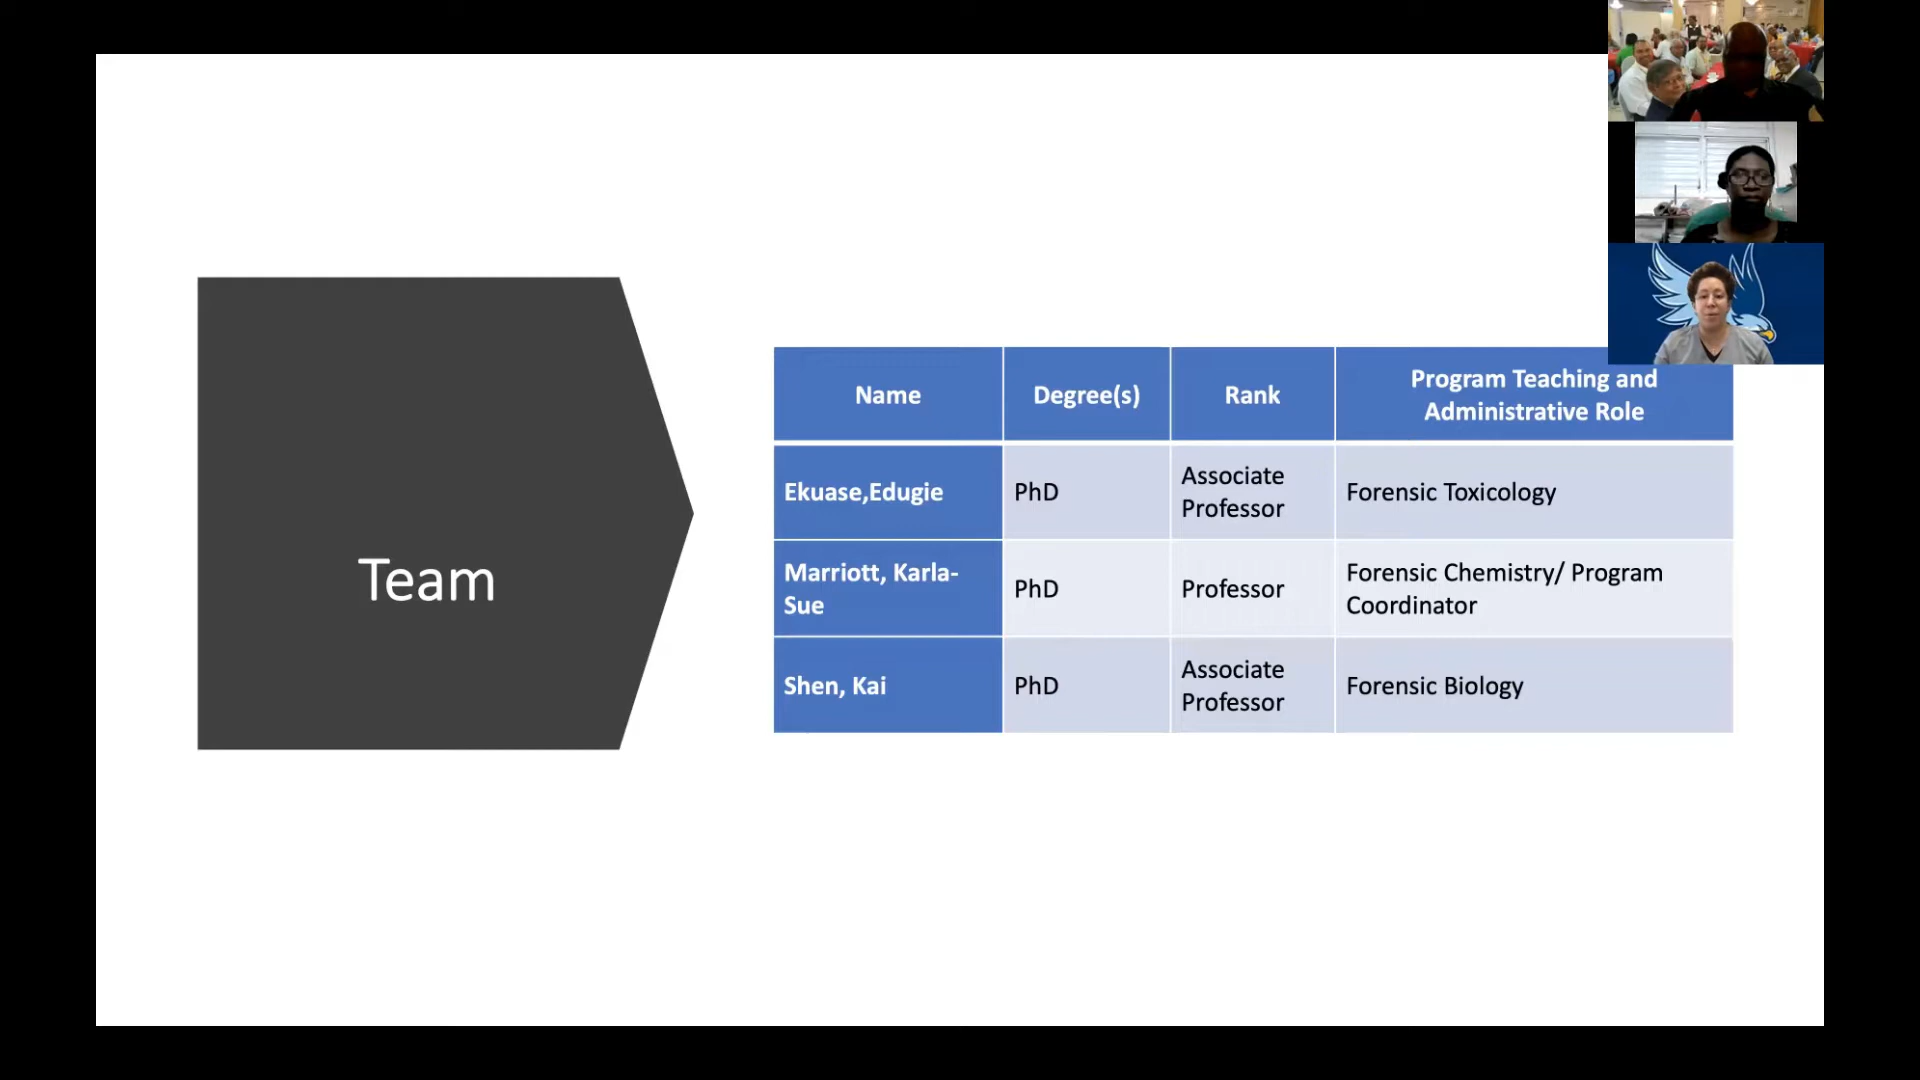 Team
Name
Degree(s)
Rank
Program Teaching and
Administrative Role
Ekuase,Edugie
PhD
Associate
Professor
Forensic Toxicology
Marriott, Karla-
Sue
PhD
Professor
Forensic Chemistry/ Program
Coordinator
Shen, Kai
PhD
Associate
Professor
Forensic Biology